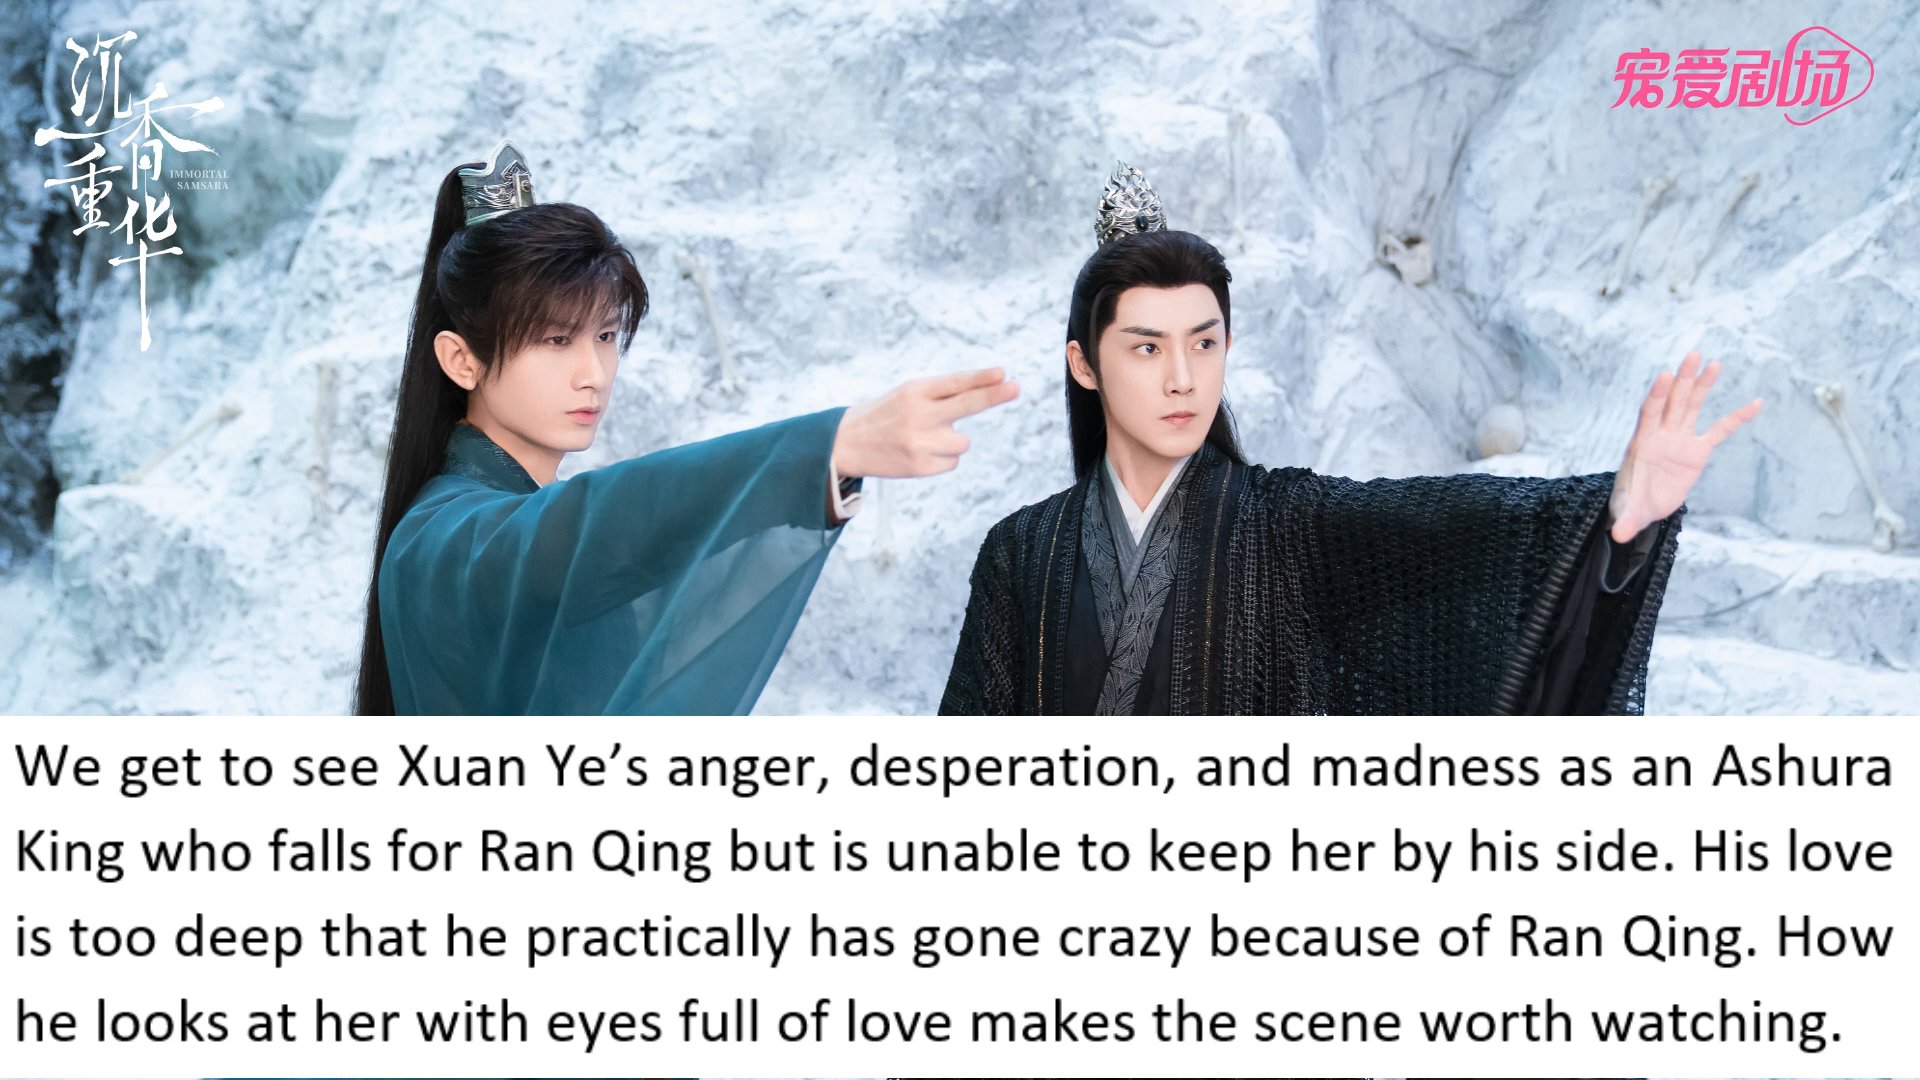 沉香重华
IMMORTAL
SAMSARA
宠爱剧场
We get to see Xuan Ye’s anger, desperation, and madness as an Ashura
King who falls for Ran Qing but is unable to keep her by his side. His love
is too deep that he practically has gone crazy because of Ran Qing. How
he looks at her with eyes full of love makes the scene worth watching.